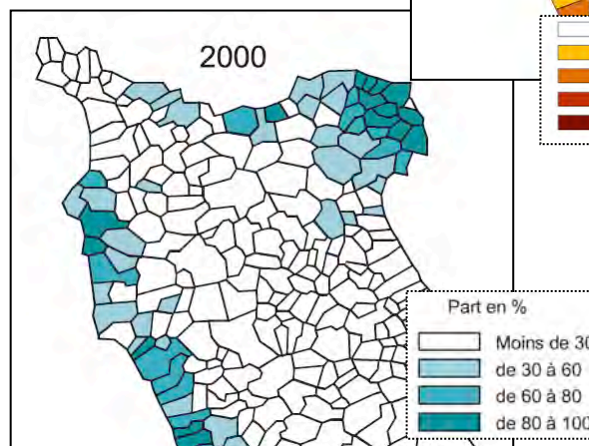 2000
Part en %
Moins de 30
de 30 à 60
de 60 à 80
de 80 à 100